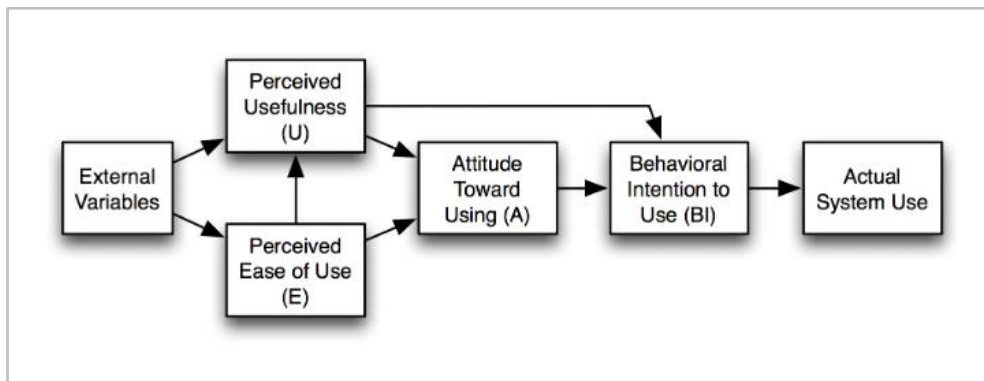 External
Variables
Perceived
Usefulness
(U)
Perceived
Ease of Use
(E)
Attitude
Toward
Using (A)
Behavioral
Intention to
Use (BI)
Actual
System Use